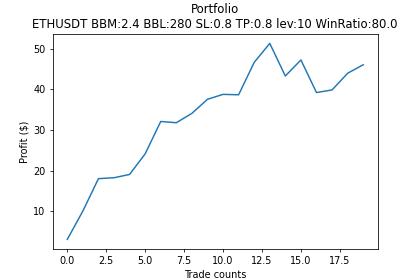 Portfolio
ETHUSDT BBM:2.4 BBL:280 SL:0.8 TP:0.8 lev:10 WinRatio:80.0
50
40
30
20
10
Profit ($)
0.0 2.5 5.0 7.5 10.0 12.5 15.0 17.5
Trade counts